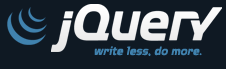 jQuery
write less, do more.